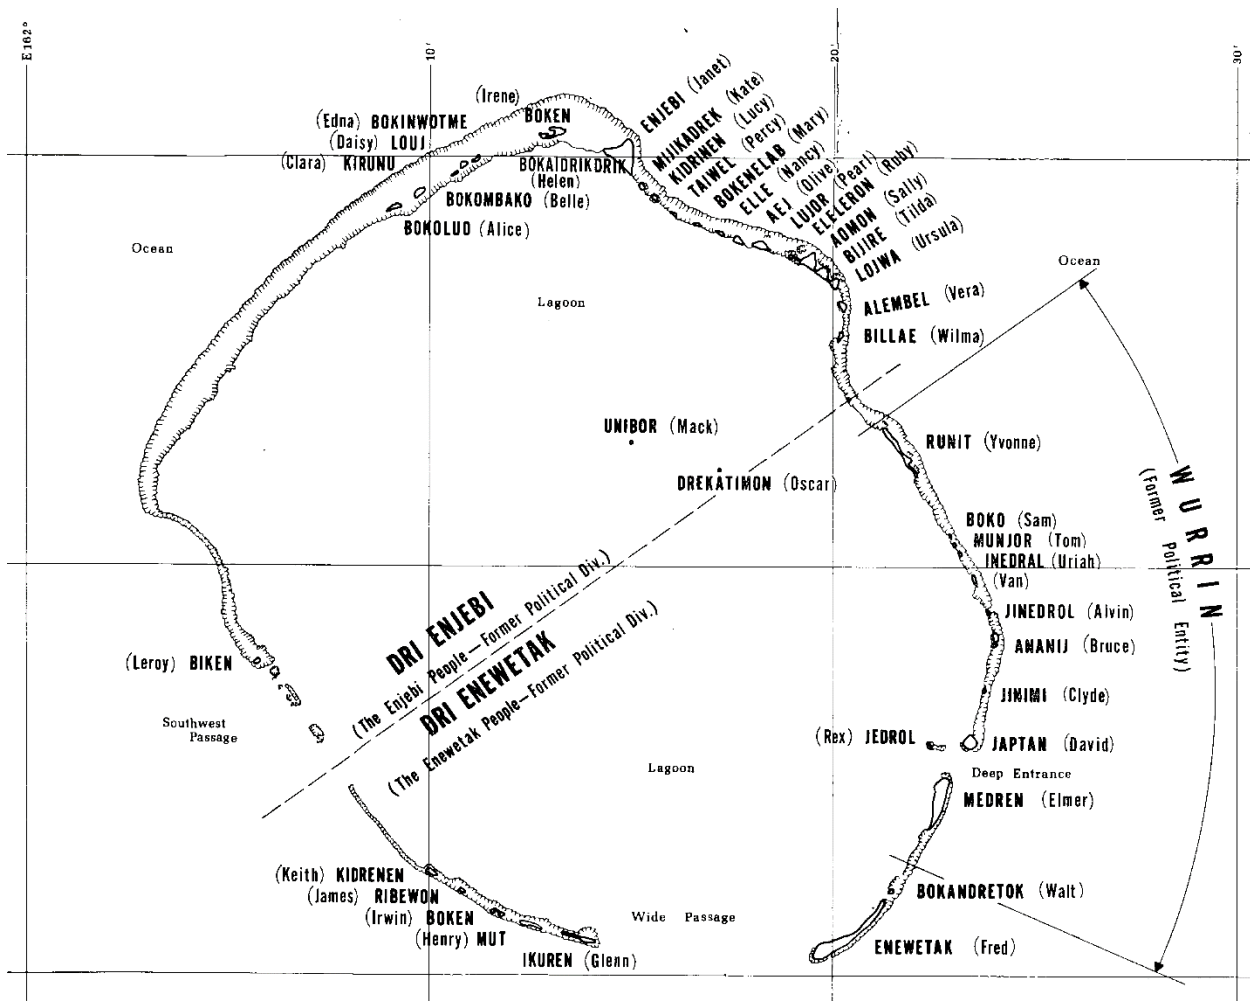 E 162°
10'
20'
30'
(Irene) BOKEN
(Edna) BOKINWOTME
(Daisy) LOUJ
(Clara) KIRUNU
BOKAIDRIKDRIK
(Helen)
BOKOMBAKO (Belle)
BOKOLUO (Alice)
ENJEBI (Janet)
MIJIKADREK (Kate)
KIDRINEN (Lucy)
TAIWEL (Percy)
BOKENELAB (Mary)
ELLE (Nancy)
AEJ (Olive)
LUJOR (Pearl)
ELELERON (Ruby)
AOMON (Sally)
BIJIRE (Tilda)
LOJWA (Ursula)
ALEMBEL (Vera)
BILLAE (Wilma)
Ocean
Ocean
Lagoon
UNIBOR (Mack)
DREKATIMON (Oscar)
RUNIT (Yvonne)
BOKO (Sam)
MUNJOR (Tom)
INEDRAL (Uriah)
(Van)
JINEDROL (Alvin)
ANANIJ (Bruce)
JINIMI (Clyde)
(Rex) JEDROL
JAPTAN (David)
Deep Entrance
MEDREN (Elmer)
BOKANDRETOK (Walt)
ENEWETAK (Fred)
WURRIN
(Former Political Entity)
DRI ENJEBI
(The Enjebi People—Former Political Div.)
DRI ENEWETAK
(The Enewetak People—Former Political Div.)
(Leroy) BIKEN
Southwest
Passage
Lagoon
(Keith) KIDRENEN
(James) RIBEWON
(Irwin) BOKEN
(Henry) MUT
IKUREN (Glenn)
Wide Passage